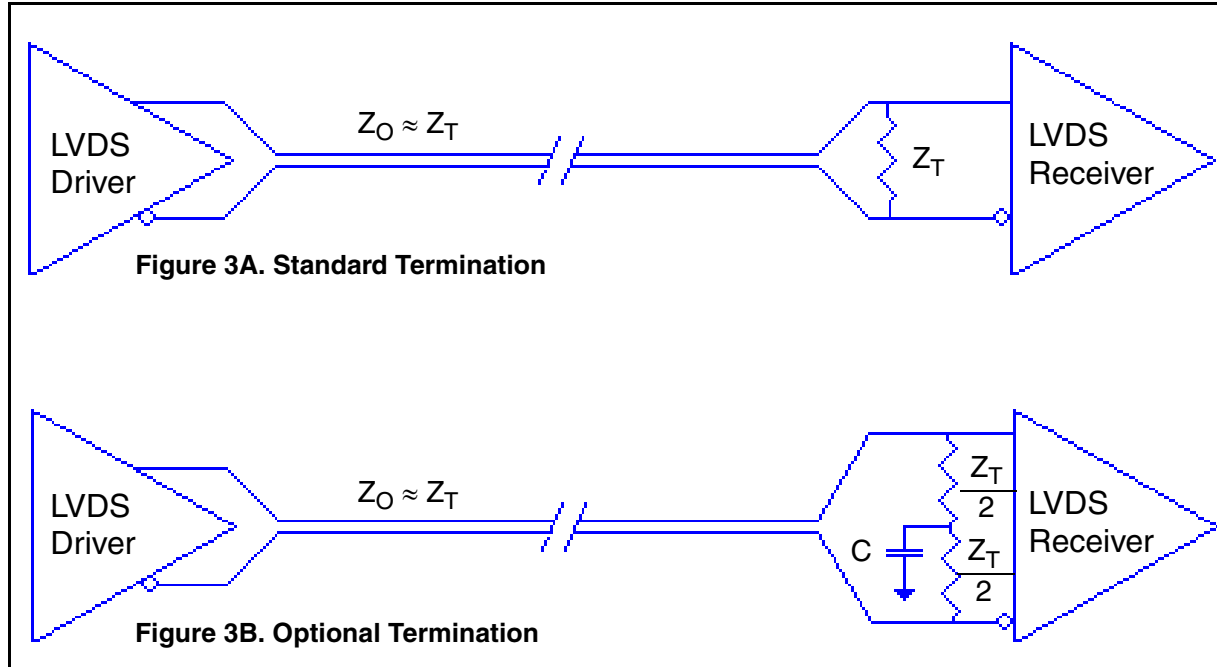 LVDS
Driver
Z_O ≈ Z_T
Z_T
LVDS
Receiver
Figure 3A. Standard Termination
LVDS
Driver
Z_O ≈ Z_T
C
Z_T
2
Z_T
2
LVDS
Receiver
Figure 3B. Optional Termination